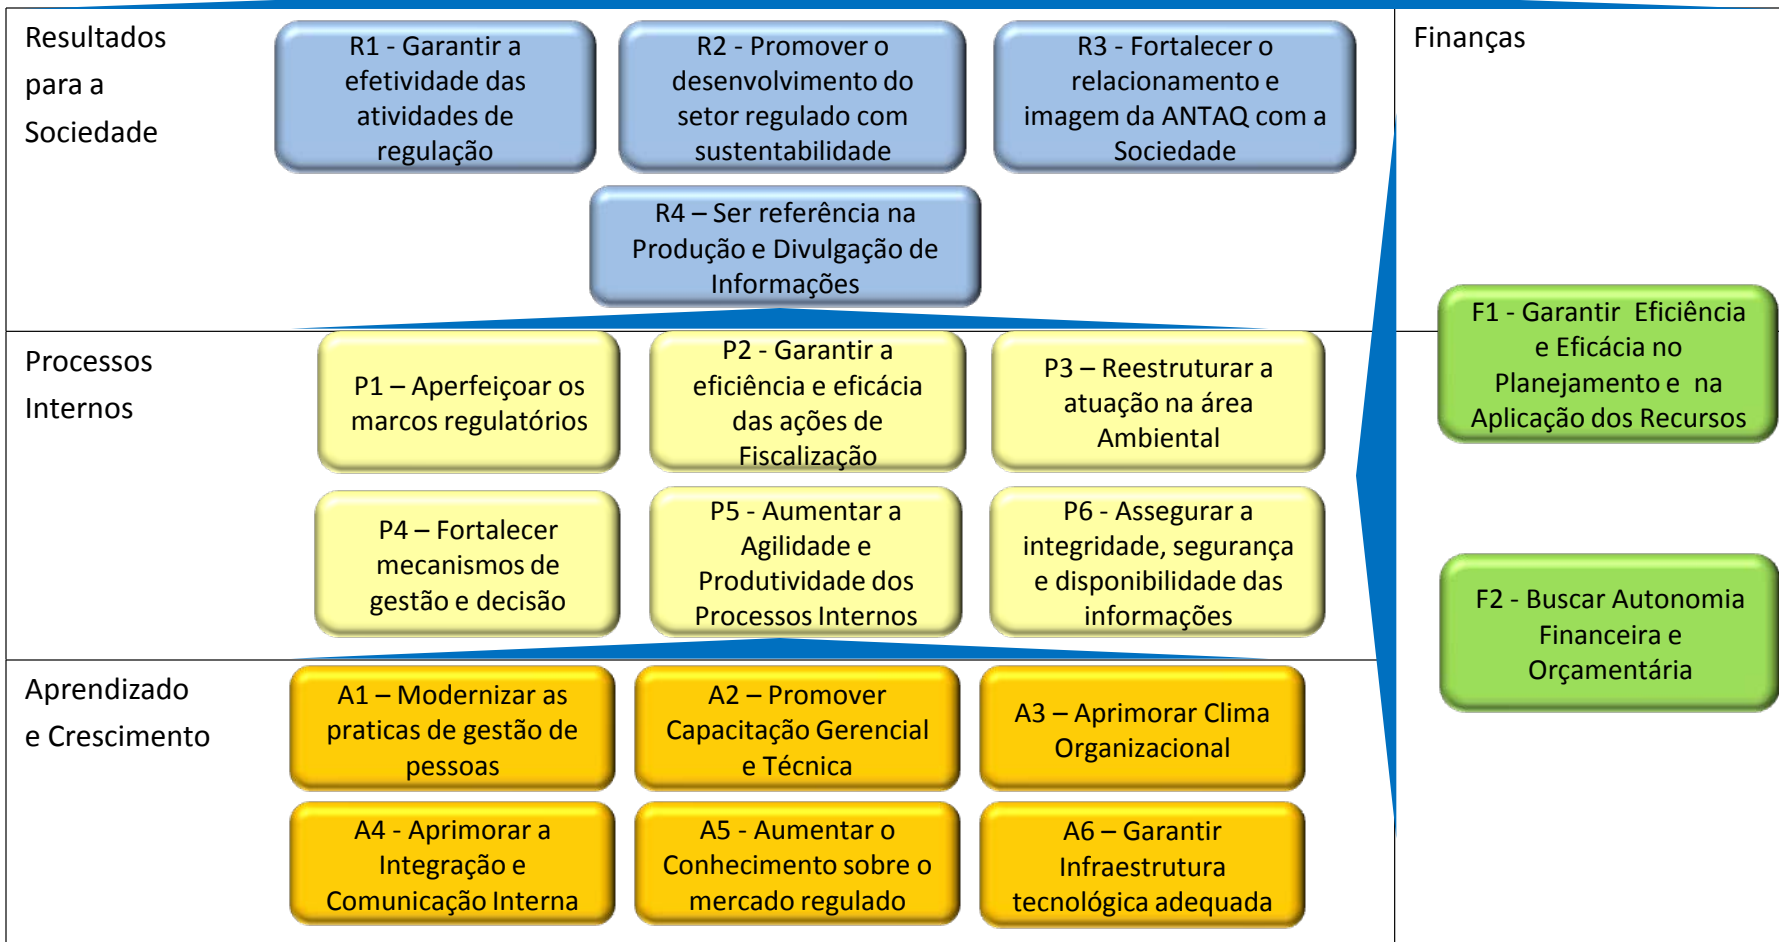 Resultados
para a
Sociedade
R1 - Garantir a
efetividade das
atividades de
regulação
R2 - Promover o
desenvolvimento do
setor regulado com
sustentabilidade
R3 - Fortalecer o
relacionamento e
imagem da ANTAQ com a
Sociedade
R4 – Ser referência na
Produção e Divulgação de
Informações
Processos
Internos
P1 – Aperfeiçoar os
marcos regulatórios
P2 - Garantir a
eficiência e eficácia
das ações de
Fiscalização
P3 – Reestruturar a
atuação na área
Ambiental
P4 – Fortalecer
mecanismos de
gestão e decisão
P5 - Aumentar a
Agilidade e
Produtividade dos
Processos Internos
P6 - Assegurar a
integridade, segurança
e disponibilidade das
informações
Aprendizado
e Crescimento
A1 – Modernizar as
praticas de gestão de
pessoas
A2 – Promover
Capacitação Gerencial
e Técnica
A3 – Aprimorar Clima
Organizacional
A4 - Aprimorar a
Integração e
Comunicação Interna
A5 - Aumentar o
Conhecimento sobre o
mercado regulado
A6 – Garantir
Infraestrutura
tecnológica adequada
Finanças
F1 - Garantir Eficiência
e Eficácia no
Planejamento e na
Aplicação dos Recursos
F2 - Buscar Autonomia
Financeira e
Orçamentária